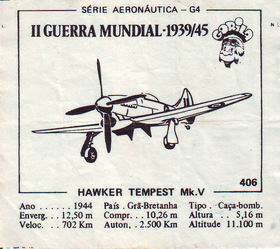 SÉRIE AERONÁUTICA - G4
II GUERRA MUNDIAL-1939/45
406
HAWKER TEMPEST Mk.V
Ano . . . . . . 1944 País . Grã-Bretanha Tipo . Caça-bomb.
Enverg. . . 12,50 m Compr. . . 10,26 m Altura . . 5,16 m
Veloc. . . 702 Km Auton, . 2.500 Km Altitude 11.100 m